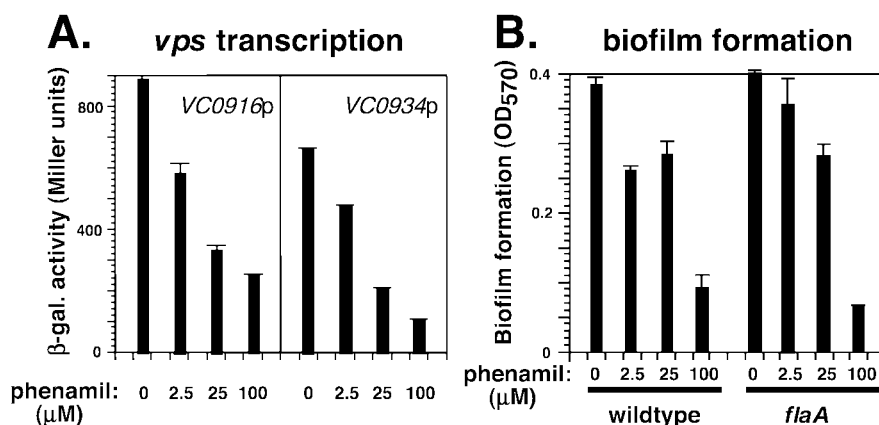 A. vps transcription
β-gal. activity (Miller units)
800
400
0
VC0916p
VC0934p
phenamil: 0 2.5 25 100 0 2.5 25 100
(μM)
B. biofilm formation
Biofilm formation (OD570)
0.4
0.2
0
phenamil: 0 2.5 25 100 0 2.5 25 100
(μM)
wildtype flaA